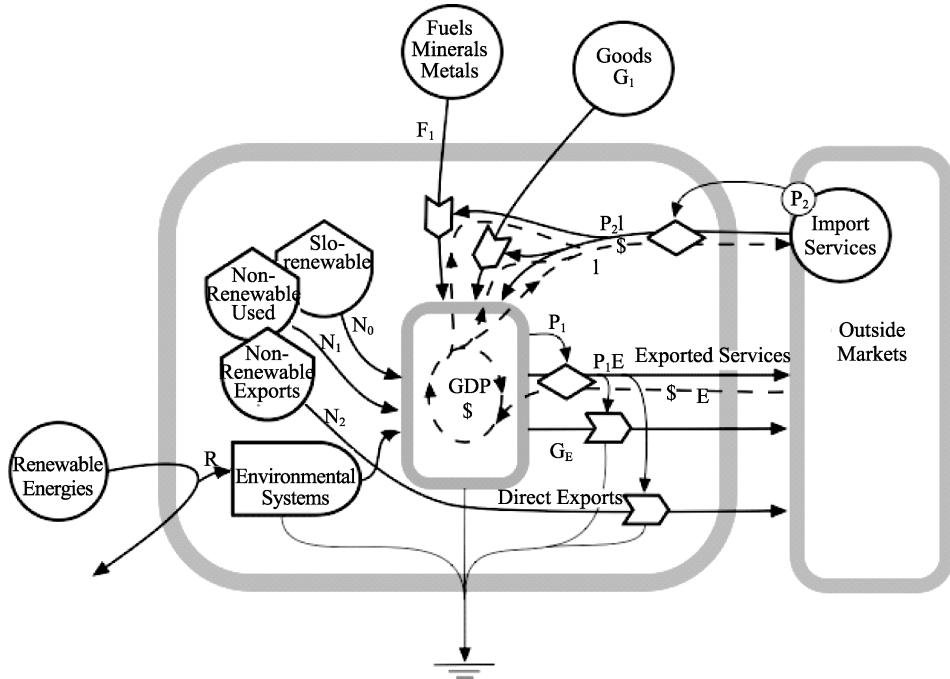 Fuels
Minerals
Metals
Goods
G₁
F₁
P₂
Import
Services
P₂I
$
I
Slo-
renewable
Non-
Renewable
Used
N₀
N₁
Non-
Renewable
Exports
N₂
P₁
GDP
$
P₁E
Exported Services
$ E
Outside
Markets
G_E
Renewable
Energies
R
Environmental
Systems
Direct Exports